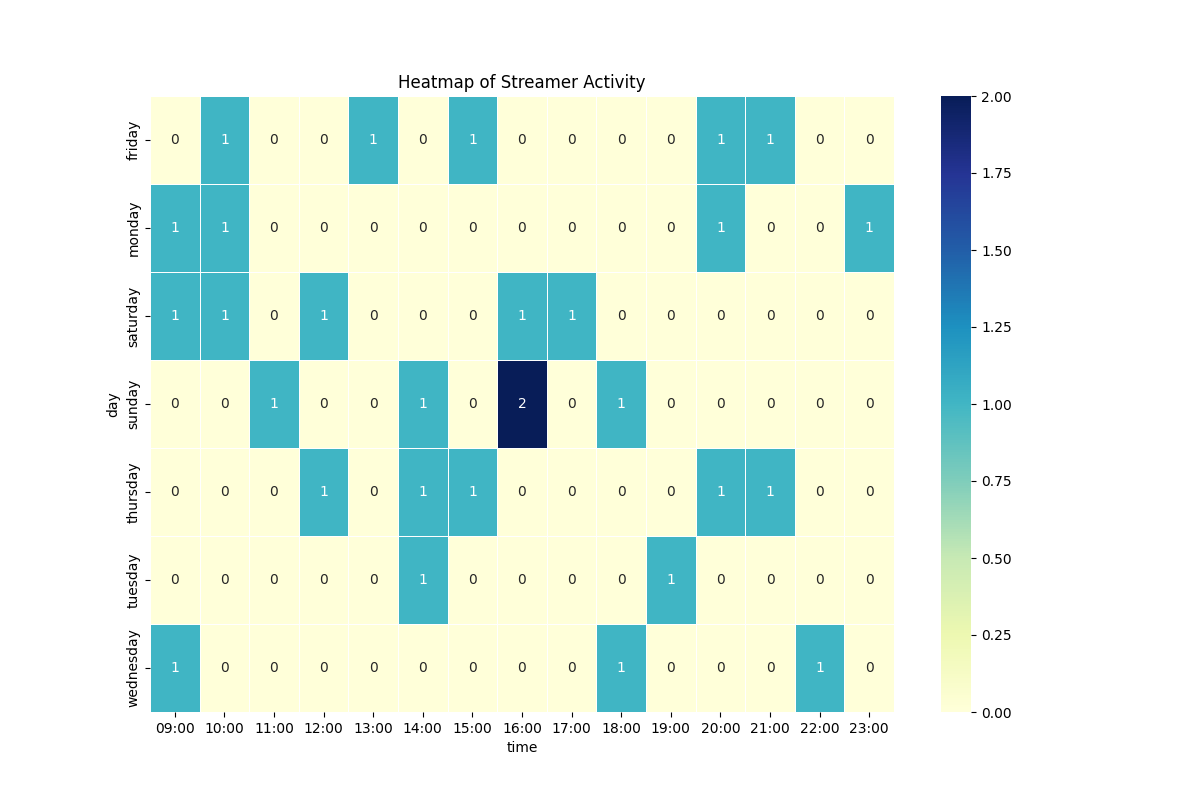 Heatmap of Streamer Activity
friday 0 1 0 0 1 0 1 0 0 0 0 1 1 0 0
monday 1 1 0 0 0 0 0 0 0 0 0 1 0 0 1
saturday 1 1 0 1 0 0 0 1 1 0 0 0 0 0 0
sunday 0 0 1 0 0 1 0 2 0 1 0 0 0 0 0
thursday 0 0 0 1 0 1 1 0 0 0 0 1 1 0 0
tuesday 0 0 0 0 0 1 0 0 0 0 1 0 0 0 0
wednesday 1 0 0 0 0 0 0 0 0 1 0 0 0 1 0
day
09:00 10:00 11:00 12:00 13:00 14:00 15:00 16:00 17:00 18:00 19:00 20:00 21:00 22:00 23:00
time
2.00
1.75
1.50
1.25
1.00
0.75
0.50
0.25
0.00